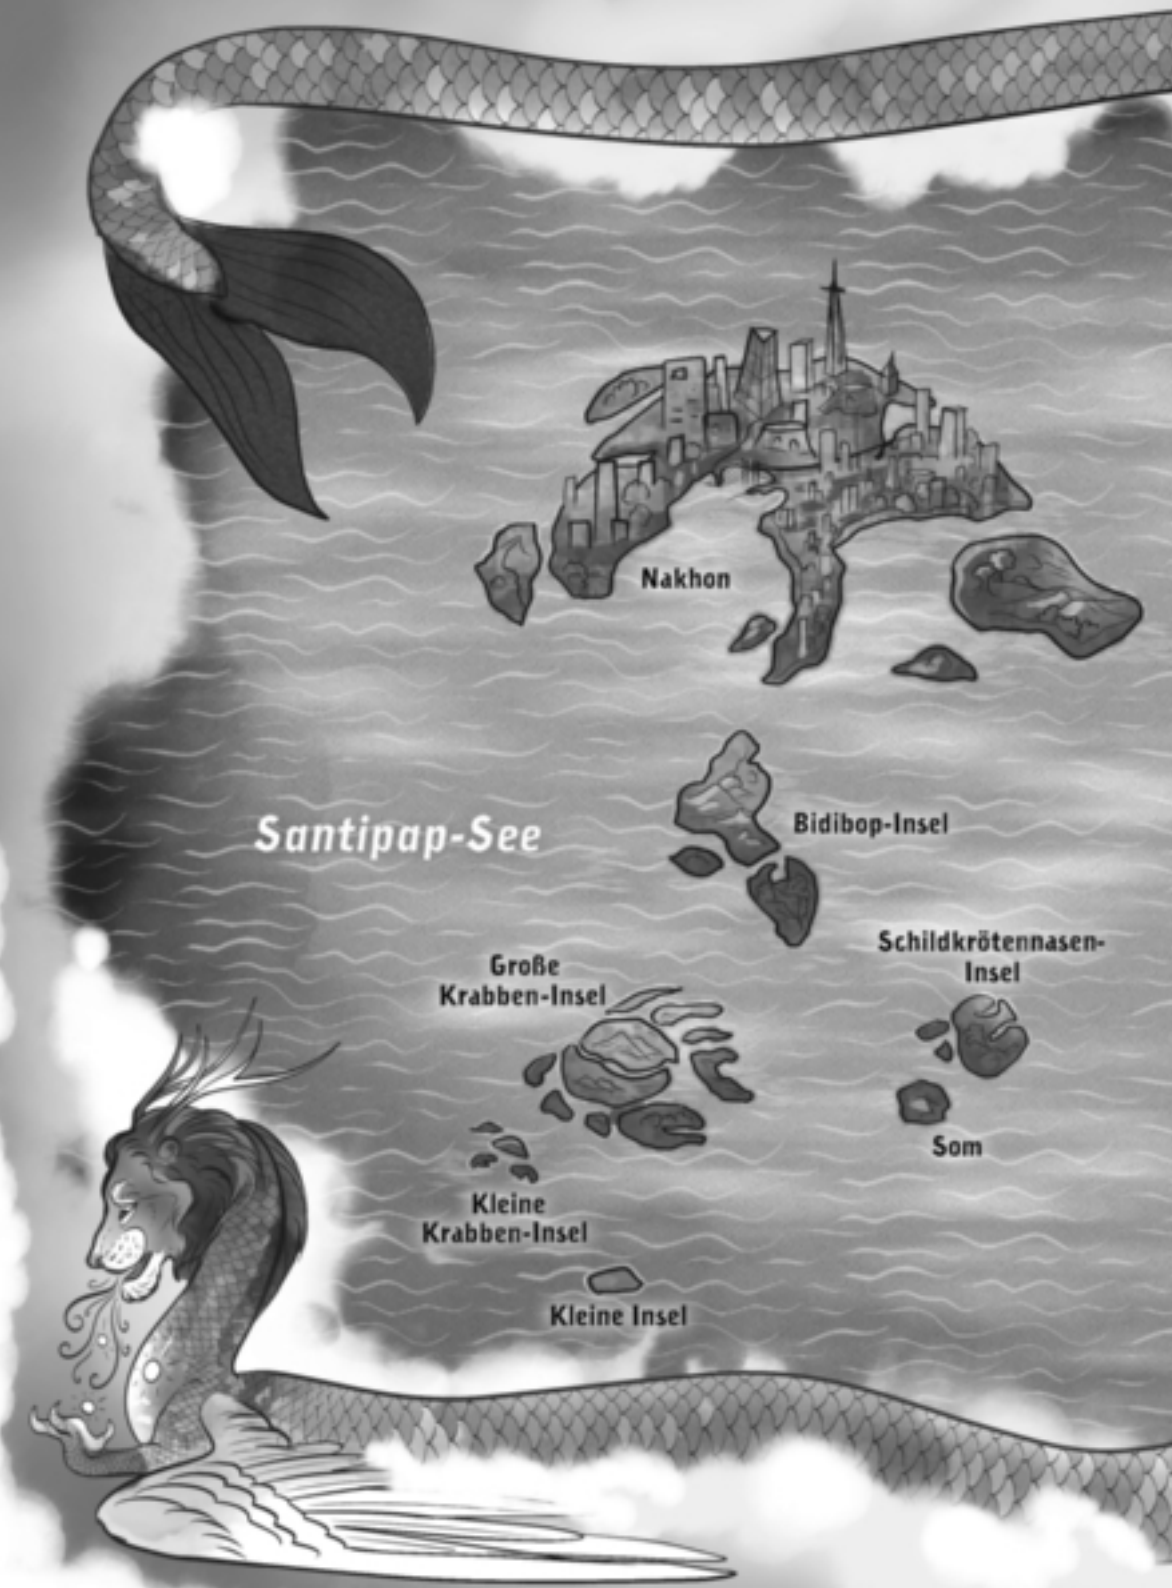 Nakhon
Santipap-See
Bidibop-Insel
Schildkrötennasen-
Insel
Große
Krabben-Insel
Som
Kleine
Krabben-Insel
Kleine Insel